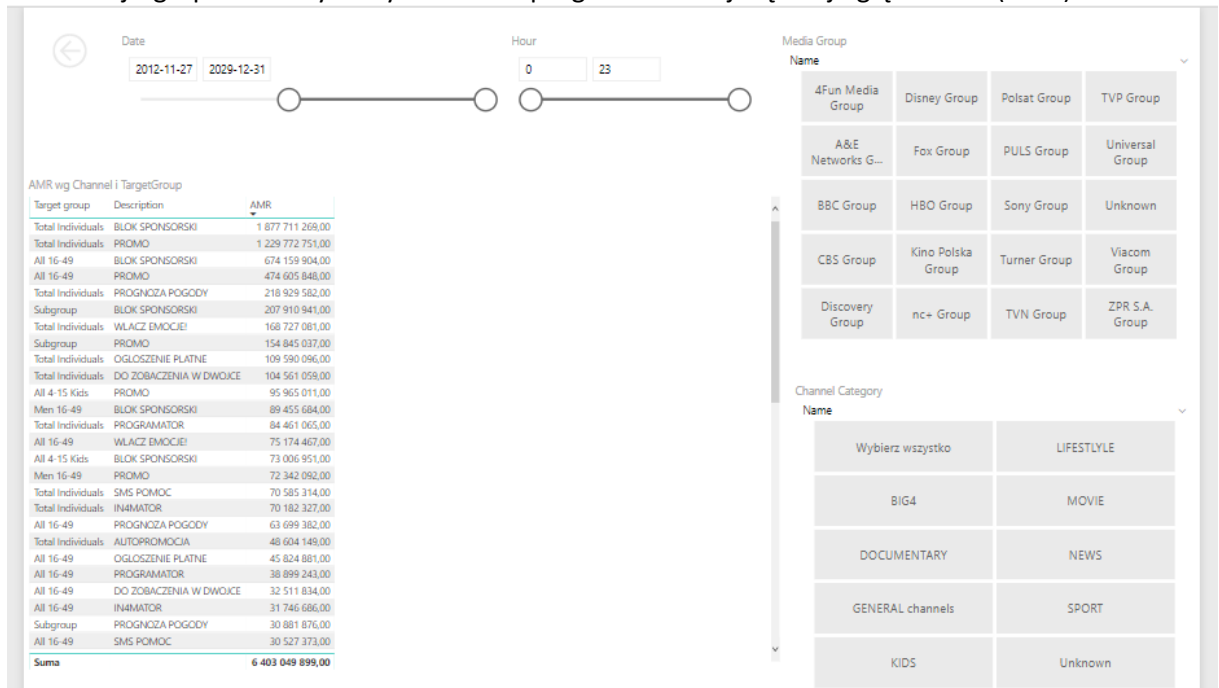 Date
2012-11-27 2029-12-31
Hour
0 23
Media Group
Name
4Fun Media Group
Disney Group
Polsat Group
TVP Group
A&E Networks G...
Fox Group
PULS Group
Universal Group
BBC Group
HBO Group
Sony Group
Unknown
CBS Group
Kino Polska Group
Turner Group
Viacom Group
Discovery Group
nc+ Group
TVN Group
ZPR S.A. Group
AMR wg Channel i TargetGroup
Target group Description AMR
Total Individuals BLOK SPONSORSKI 1 877 711 269,00
Total Individuals PROMO 1 229 772 751,00
All 16-49 BLOK SPONSORSKI 674 159 904,00
All 16-49 PROMO 474 605 848,00
Total Individuals PROGNOZA POGODY 218 929 582,00
Subgroup BLOK SPONSORSKI 207 910 941,00
Total Individuals WLACZ EMOCJE! 168 727 081,00
Subgroup PROMO 154 845 037,00
Total Individuals OGLOSZENIE PLATNE 109 590 096,00
Total Individuals DO ZOBACZENIA W DWOJCE 104 561 059,00
All 4-15 Kids PROMO 95 965 011,00
Men 16-49 BLOK SPONSORSKI 89 455 684,00
Total Individuals PROGRAMATOR 84 461 065,00
All 16-49 WLACZ EMOCJE! 75 174 467,00
All 4-15 Kids BLOK SPONSORSKI 73 006 951,00
Men 16-49 PROMO 72 342 092,00
Total Individuals SMS POMOC 70 585 314,00
Total Individuals IN4MATOR 70 182 327,00
All 16-49 PROGNOZA POGODY 63 699 382,00
Total Individuals AUTOPROMOCJA 48 604 149,00
All 16-49 OGLOSZENIE PLATNE 45 824 881,00
All 16-49 PROGRAMATOR 38 899 243,00
All 16-49 DO ZOBACZENIA W DWOJCE 32 511 834,00
All 16-49 IN4MATOR 31 746 686,00
Subgroup PROGNOZA POGODY 30 881 876,00
All 16-49 SMS POMOC 30 527 373,00
Suma 6 403 049 899,00
Channel Category
Name
Wybierz wszystko
LIFESTLYLE
BIG4
MOVIE
DOCUMENTARY
NEWS
GENERAL channels
SPORT
KIDS
Unknown